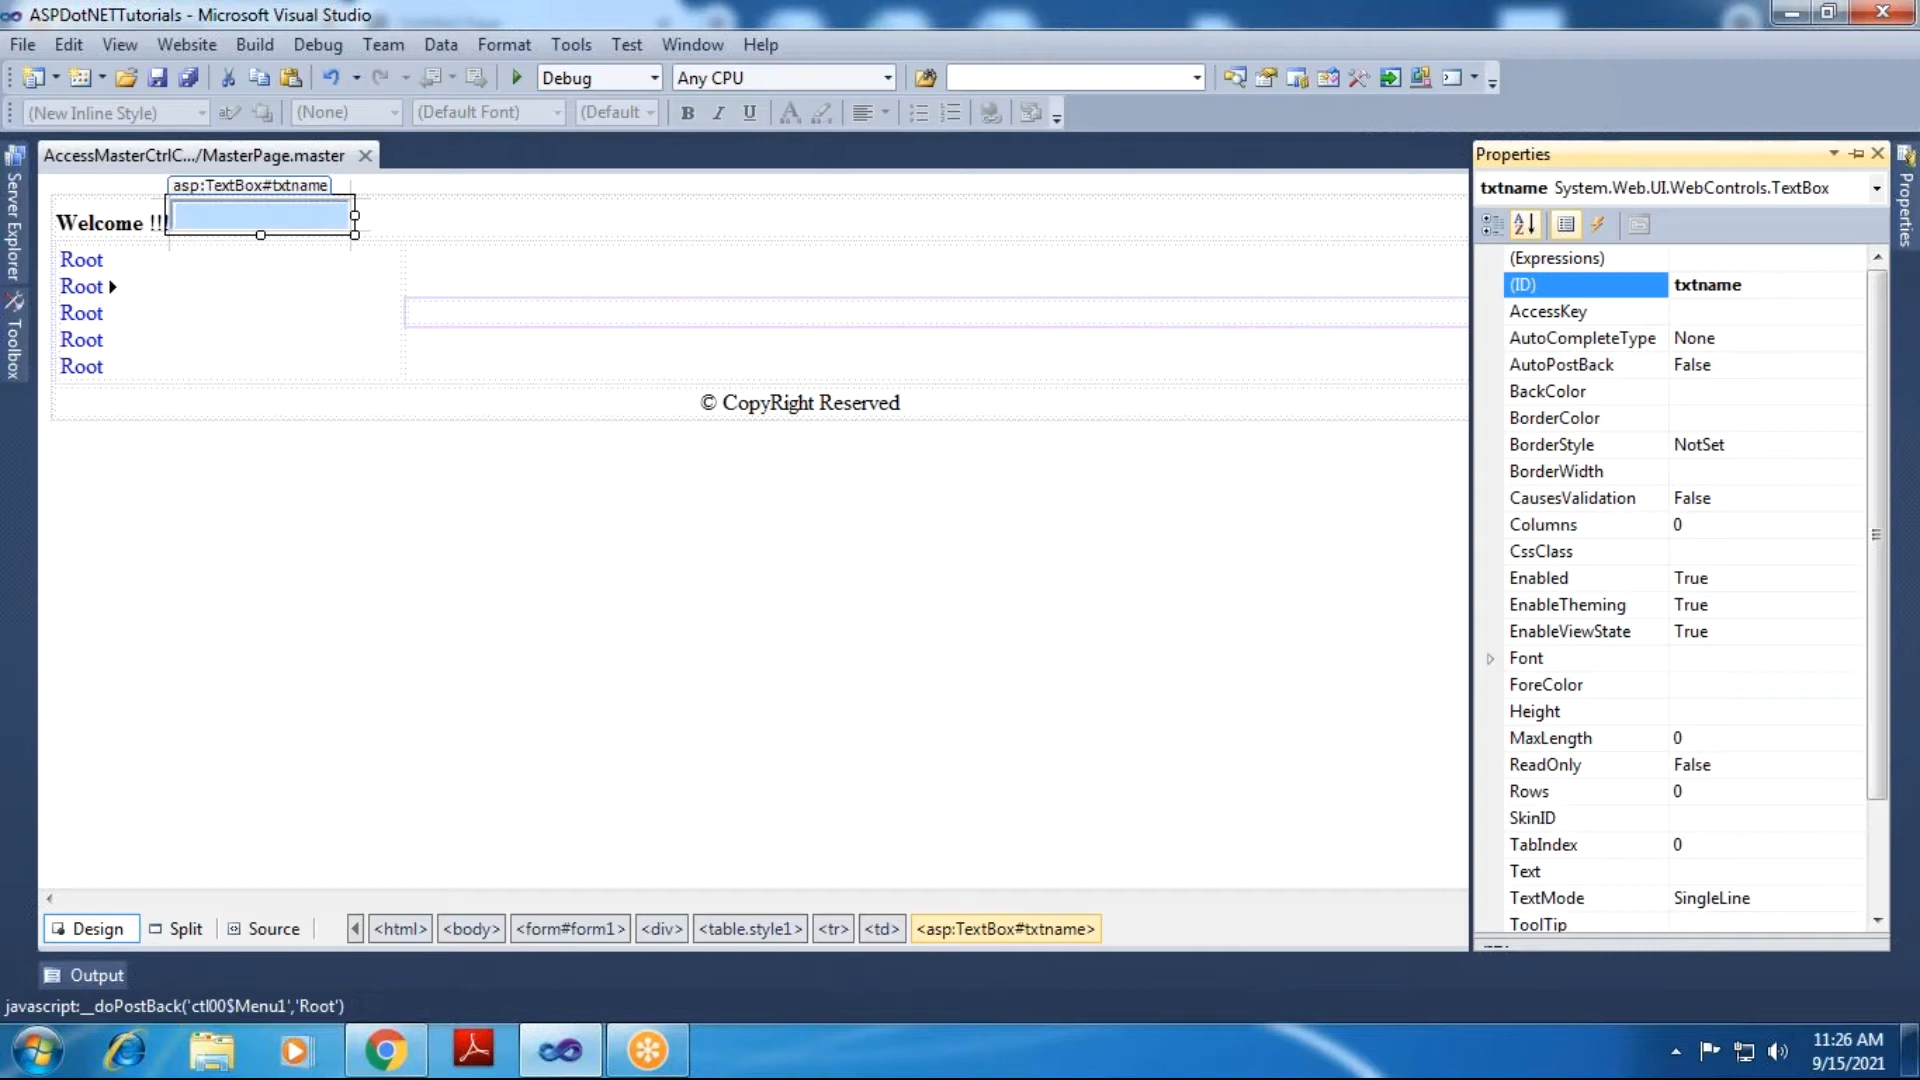 ASPDotNETTutorials - Microsoft Visual Studio
File Edit View Website Build Debug Team Data Format Tools Test Window Help
Debug Any CPU
(New Inline Style) (None) (Default Font) (Default B I U
Server Explorer
Toolbox
AccessMasterCtrlC.../MasterPage.master
asp:TextBox#txtname
Welcome !!!
Root
Root
Root
Root
Root
© CopyRight Reserved
Design Split Source <html> <body> <form#form1> <div> <table.style1> <tr> <td> <asp:TextBox#txtname>
Properties
txtname System.Web.UI.WebControls.TextBox
(Expressions)
(ID) txtname
AccessKey
AutoCompleteType None
AutoPostBack False
BackColor
BorderColor
BorderStyle NotSet
BorderWidth
CausesValidation False
Columns 0
CssClass
Enabled True
EnableTheming True
EnableViewState True
Font
ForeColor
Height
MaxLength 0
ReadOnly False
Rows 0
SkinID
TabIndex 0
Text
TextMode SingleLine
ToolTip
Properties
Output
javascript:__doPostBack('ctl00$Menu1','Root')
11:26 AM
9/15/2021